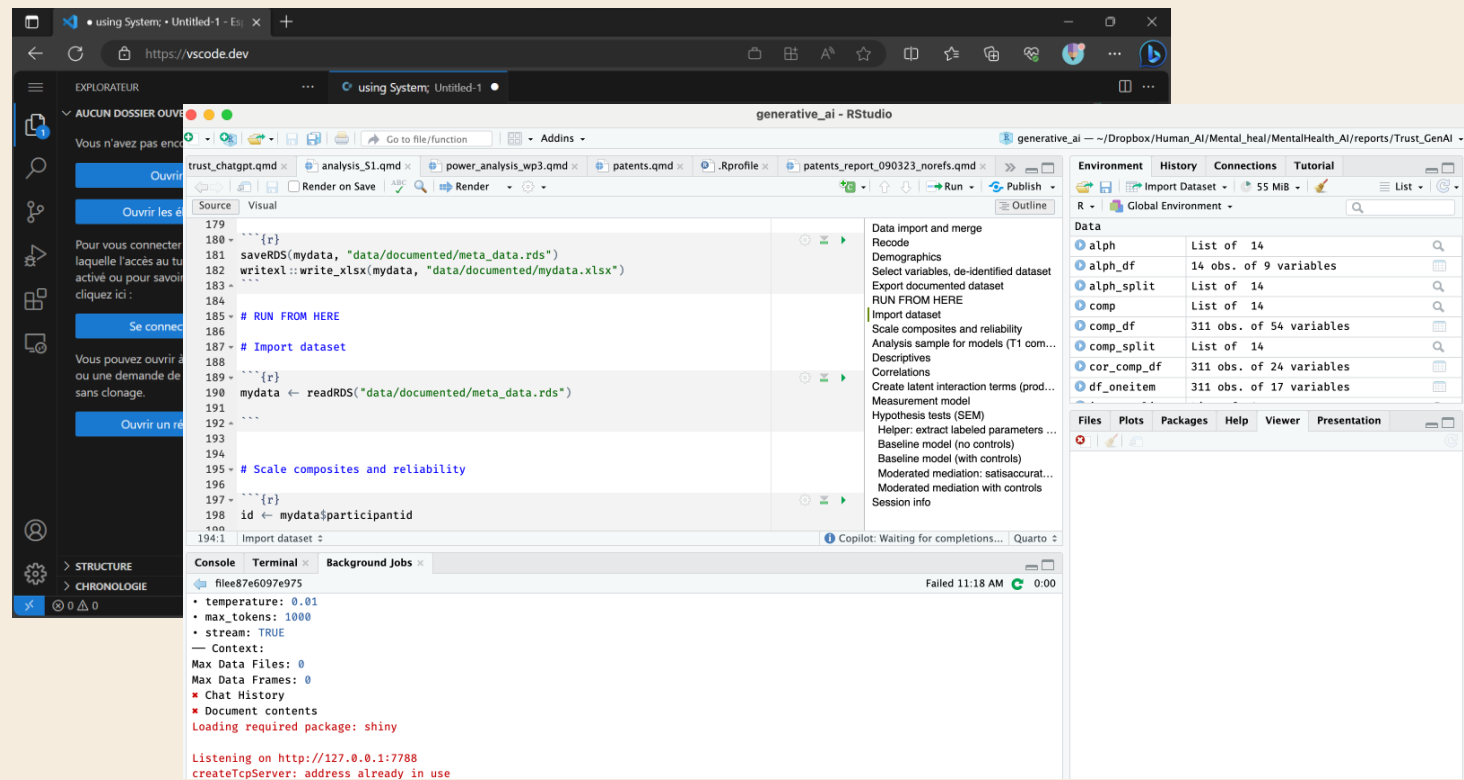 ● using System; • Untitled-1 - Es
https://vscode.dev
EXPLORATEUR
using System; Untitled-1 ●
AUCUN DOSSIER OUVE
Vous n'avez pas enco
Ouvrir
Ouvrir les é
Pour vous connecter
laquelle l'accès au tu
activé ou pour savoir
cliquez ici :
Se connec
Vous pouvez ouvrir à
ou une demande de
sans clonage.
Ouvrir un ré
STRUCTURE
CHRONOLOGIE
0 0
1
generative_ai - RStudio
Go to file/function
Addins
generative_ai — ~/Dropbox/Human_AI/Mental_heal/MentalHealth_AI/reports/Trust_GenAI
trust_chatgpt.qmd × analysis_S1.qmd × power_analysis_wp3.qmd × patents.qmd × .Rprofile × patents_report_090323_norefs.qmd ×
Render on Save ABC Render Run Publish
Source Visual Outline
179
180 ```{r}
181 saveRDS(mydata, "data/documented/meta_data.rds")
182 writexl::write_xlsx(mydata, "data/documented/mydata.xlsx")
183 ```
184
185 # RUN FROM HERE
186
187 # Import dataset
188
189 ```{r}
190 mydata ← readRDS("data/documented/meta_data.rds")
191
192 ```
193
194
195 # Scale composites and reliability
196
197 ```{r}
198 id ← mydata$participantid
199
194:1 Import dataset
Copilot: Waiting for completions... Quarto
Data import and merge
Recode
Demographics
Select variables, de-identified dataset
Export documented dataset
RUN FROM HERE
Import dataset
Scale composites and reliability
Analysis sample for models (T1 com...
Descriptives
Correlations
Create latent interaction terms (prod...
Measurement model
Hypothesis tests (SEM)
Helper: extract labeled parameters ...
Baseline model (no controls)
Baseline model (with controls)
Moderated mediation: satisaccurat...
Moderated mediation with controls
Session info
Console Terminal × Background Jobs ×
filee87e6097e975 Failed 11:18 AM 0:00
• temperature: 0.01
• max_tokens: 1000
• stream: TRUE
── Context:
Max Data Files: 0
Max Data Frames: 0
✖ Chat History
✖ Document contents
Loading required package: shiny
Listening on http://127.0.0.1:7788
createTcpServer: address already in use
Environment History Connections Tutorial
Import Dataset 55 MiB List
R Global Environment
Data
alph List of 14
alph_df 14 obs. of 9 variables
alph_split List of 14
comp List of 14
comp_df 311 obs. of 54 variables
comp_split List of 14
cor_comp_df 311 obs. of 24 variables
df_oneitem 311 obs. of 17 variables
Files Plots Packages Help Viewer Presentation